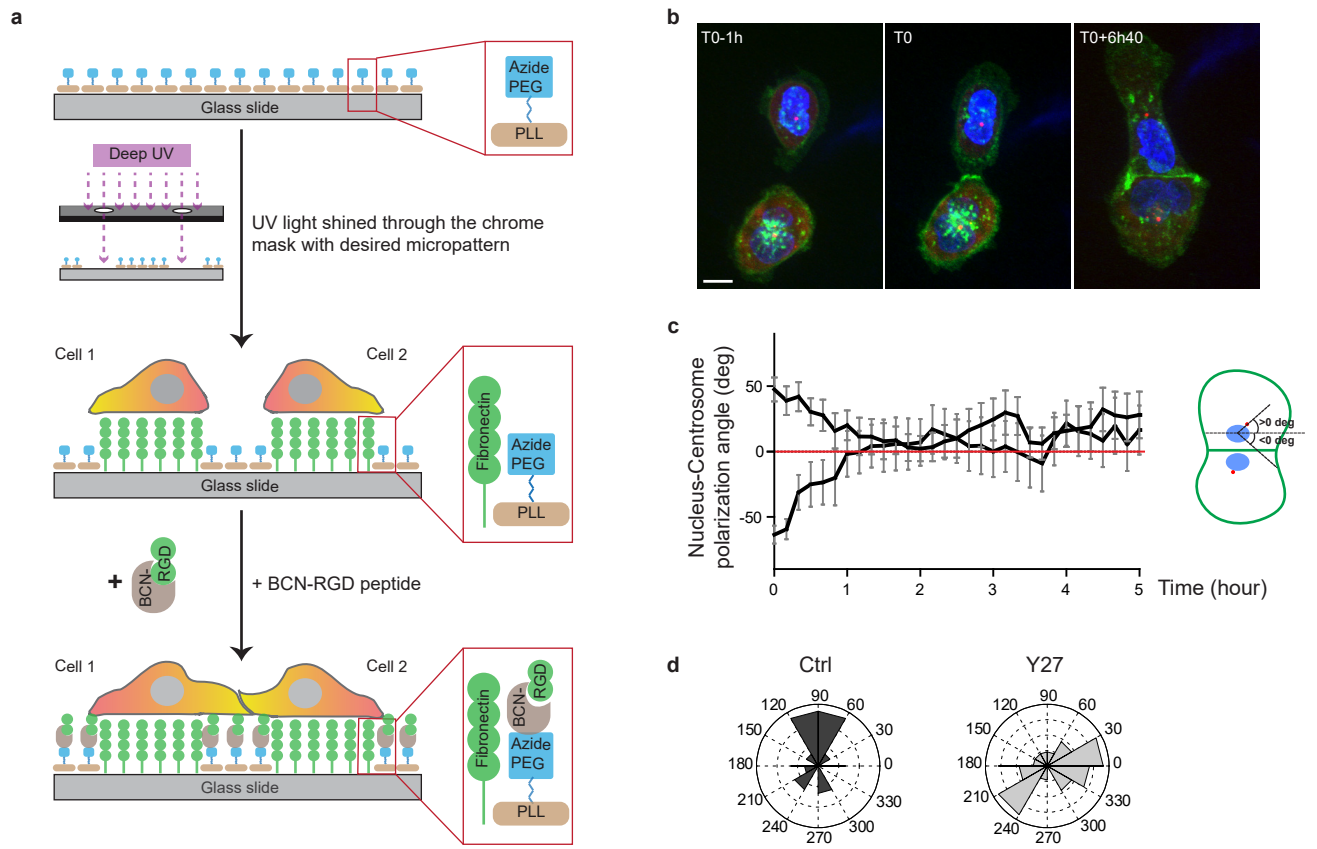 a
Azide
PEG
PLL
Glass slide
Deep UV
UV light shined through the chrome
mask with desired micropattern
Cell 1
Cell 2
Fibronectin
Azide
PEG
PLL
Glass slide
+
BCN-
RGD
+ BCN-RGD peptide
Cell 1
Cell 2
Fibronectin
BCN-
RGD
Azide
PEG
PLL
Glass slide
b
T0-1h
T0
T0+6h40
c
Nucleus-Centrosome
polarization angle (deg)
50
0
-50
0
1
2
3
4
5
Time (hour)
>0 deg
<0 deg
d
Ctrl
90
120
60
150
30
180
0
210
330
240
300
270
Y27
90
120
60
150
30
180
0
210
330
240
300
270